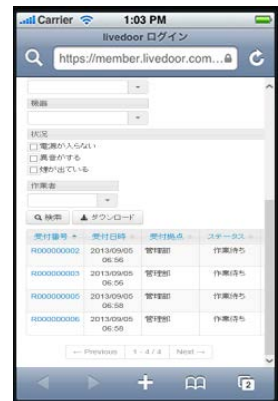 Carrier 1:03 PM
livedoor ログイン
https://member.livedoor.com...
機器
状況
電源が入らない
異音がする
煙が出ている
作業者
検索 ダウンロード
受付番号 受付日時 受付拠点 ステータス
R000000002 2013/09/05 06:56 管理部 作業待ち
R000000003 2013/09/05 06:56 管理部 作業待ち
R000000005 2013/09/05 06:58 管理部 作業待ち
R000000006 2013/09/05 06:58 管理部 作業待ち
← Previous 1 - 4 / 4 Next →
2